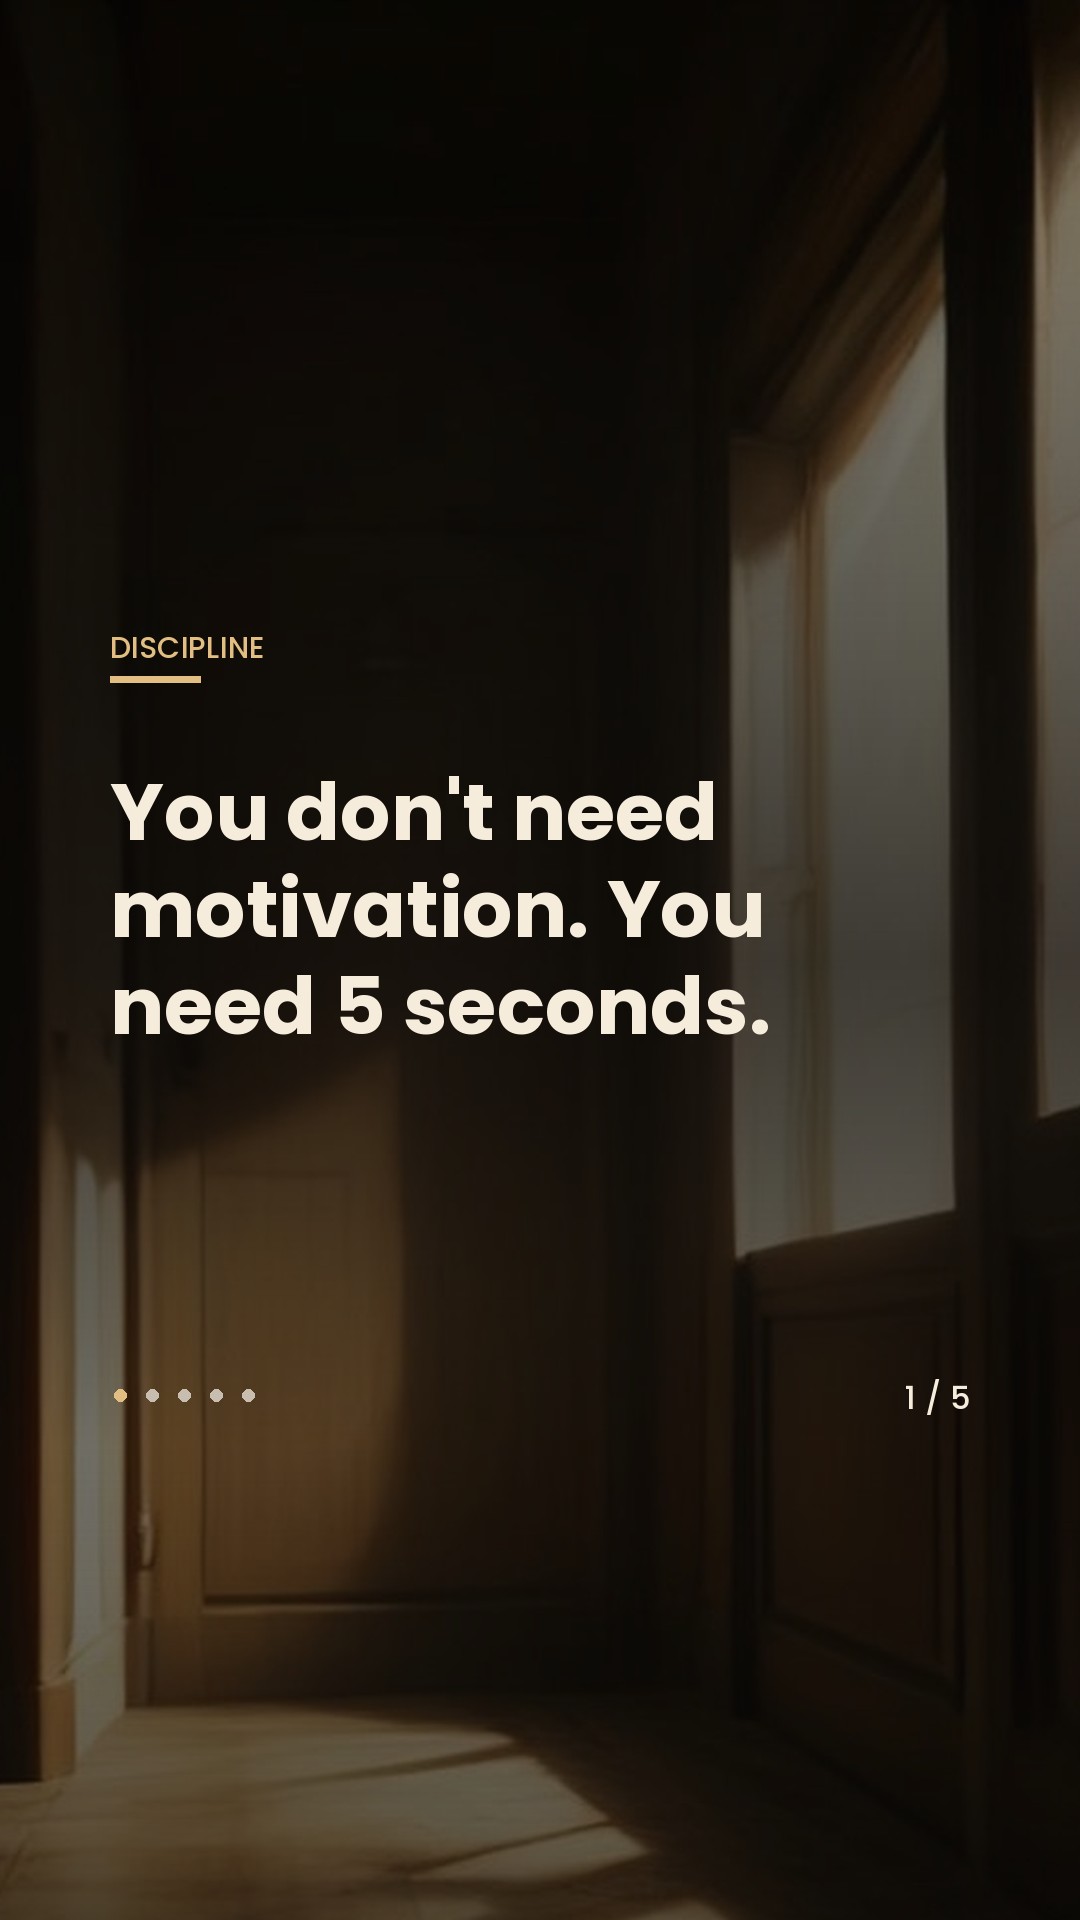 DISCIPLINE
You don't need
motivation. You
need 5 seconds.
1 / 5